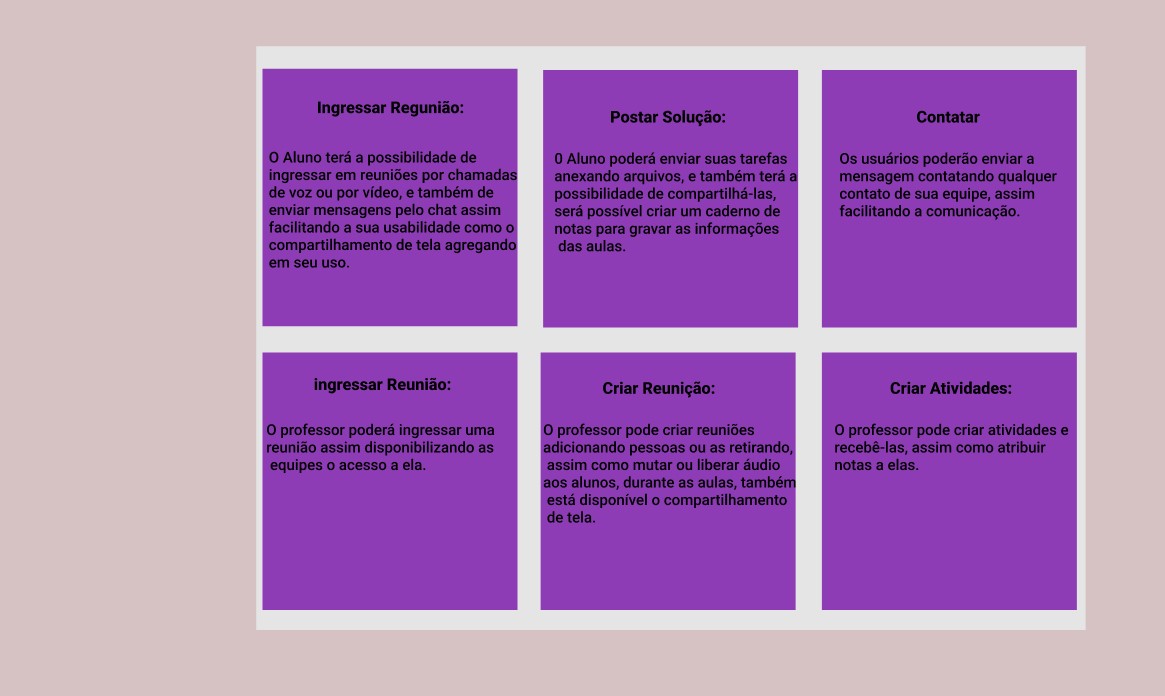 Ingressar Regunião:
O Aluno terá a possibilidade de
ingressar em reuniões por chamadas
de voz ou por vídeo, e também de
enviar mensagens pelo chat assim
facilitando a sua usabilidade como o
compartilhamento de tela agregando
em seu uso.
Postar Solução:
0 Aluno poderá enviar suas tarefas
anexando arquivos, e também terá a
possibilidade de compartilhá-las,
será possível criar um caderno de
notas para gravar as informações
das aulas.
Contatar
Os usuários poderão enviar a
mensagem contatando qualquer
contato de sua equipe, assim
facilitando a comunicação.
ingressar Reunião:
O professor poderá ingressar uma
reunião assim disponibilizando as
equipes o acesso a ela.
Criar Reunição:
O professor pode criar reuniões
adicionando pessoas ou as retirando,
assim como mutar ou liberar áudio
aos alunos, durante as aulas, também
está disponível o compartilhamento
de tela.
Criar Atividades:
O professor pode criar atividades e
recebê-las, assim como atribuir
notas a elas.